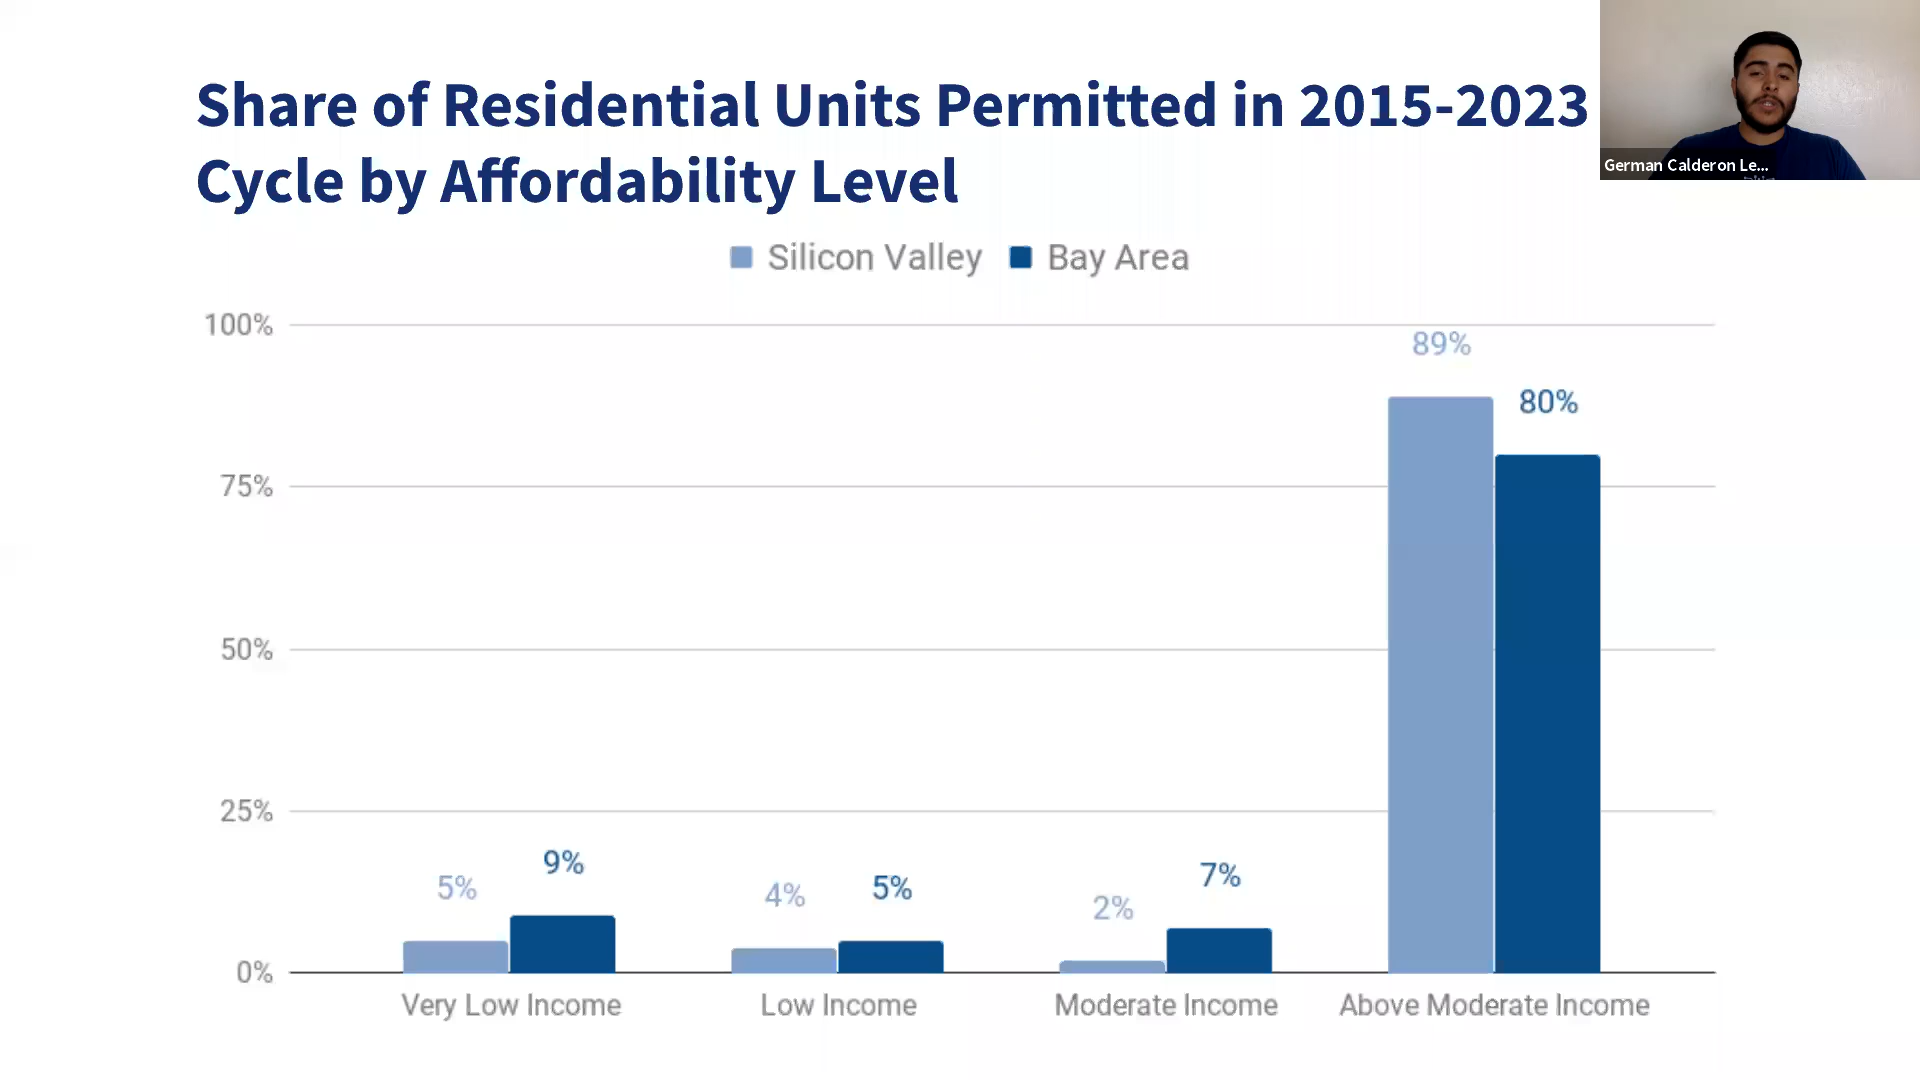 Share of Residential Units Permitted in 2015-2023
Cycle by Affordability Level
German Calderon Le...
Silicon Valley Bay Area
100%
89%
80%
75%
50%
25%
5% 9% 4% 5% 2% 7%
0%
Very Low Income Low Income Moderate Income Above Moderate Income